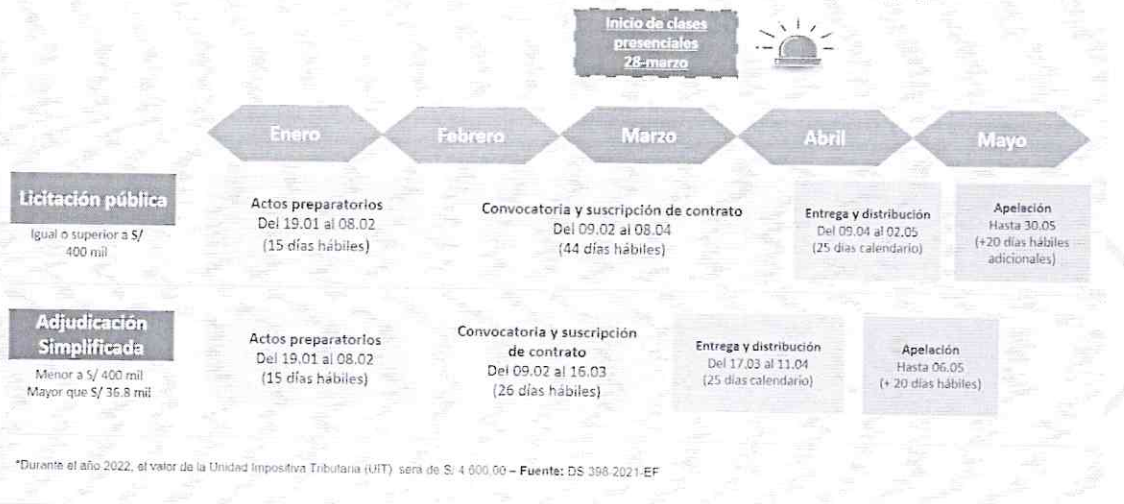 Inicio de clases
presenciales
28-marzo
Enero
Febrero
Marzo
Abril
Mayo
Licitación pública
Igual o superior a S/
400 mil
Actos preparatorios
Del 19.01 al 08.02
(15 días hábiles)
Convocatoria y suscripción de contrato
Del 09.02 al 08.04
(44 días hábiles)
Entrega y distribución
Del 09.04 al 02.05
(25 días calendario)
Apelación
Hasta 30.05
(+20 días hábiles
adicionales)
Adjudicación
Simplificada
Menor a S/ 400 mil
Mayor que S/ 36.8 mil
Actos preparatorios
Del 19.01 al 08.02
(15 días hábiles)
Convocatoria y suscripción
de contrato
Del 09.02 al 16.03
(26 días hábiles)
Entrega y distribución
Del 17.03 al 11.04
(25 días calendario)
Apelación
Hasta 06.05
(+ 20 días hábiles)
*Durante el año 2022, el valor de la Unidad Impositiva Tributaria (UIT) será de S/ 4 600.00 – Fuente: DS 398-2021-EF